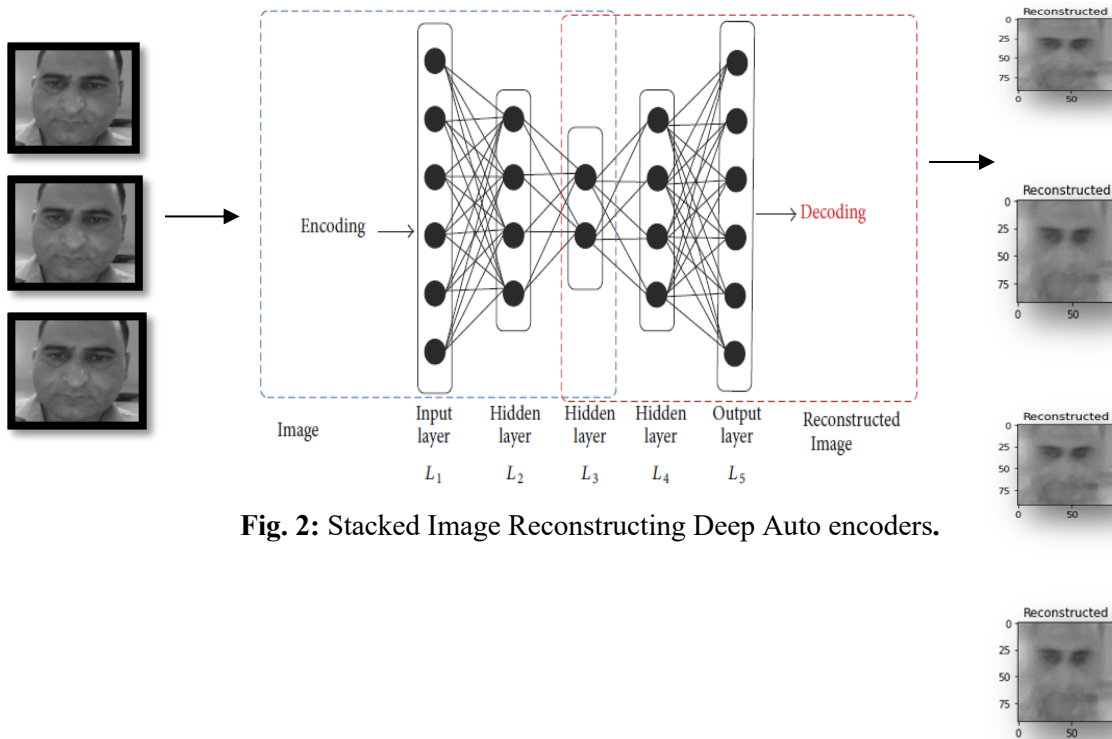 Encoding
Decoding
Image
Input layer
L1
Hidden layer
L2
Hidden layer
L3
Hidden layer
L4
Output layer
L5
Reconstructed
Image
Fig. 2: Stacked Image Reconstructing Deep Auto encoders.
Reconstructed
0
25
50
75
0 50
Reconstructed
0
25
50
75
0 50
Reconstructed
0
25
50
75
0 50
Reconstructed
0
25
50
75
0 50